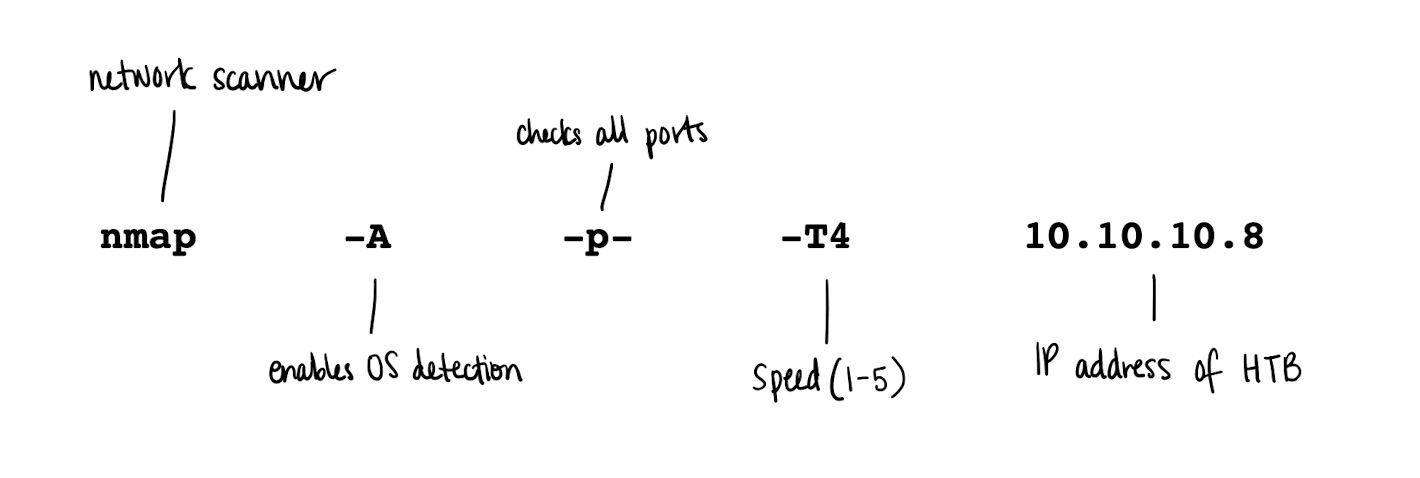 network scanner
checks all ports
nmap -A -p- -T4 10.10.10.8
enables OS detection
speed (1-5)
IP address of HTB